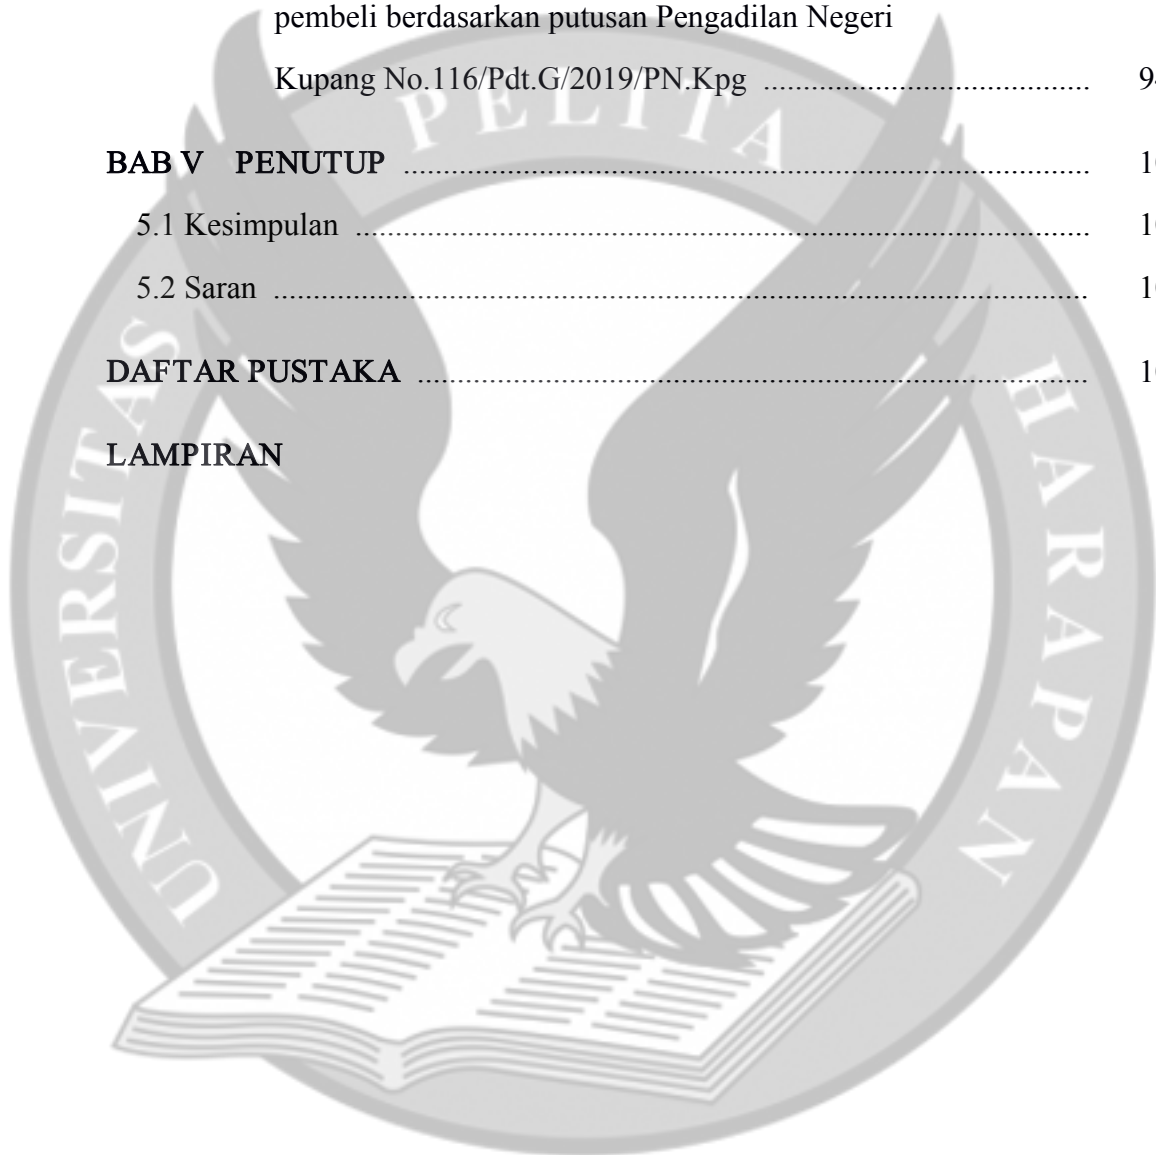 pembeli berdasarkan putusan Pengadilan Negeri
Kupang No.116/Pdt.G/2019/PN.Kpg ..........................................
BAB V PENUTUP ........................................................................................
5.1 Kesimpulan ..............................................................................................
5.2 Saran ........................................................................................................
DAFTAR PUSTAKA ......................................................................................
LAMPIRAN
UNIVERSITAS PELITA HARAPAN